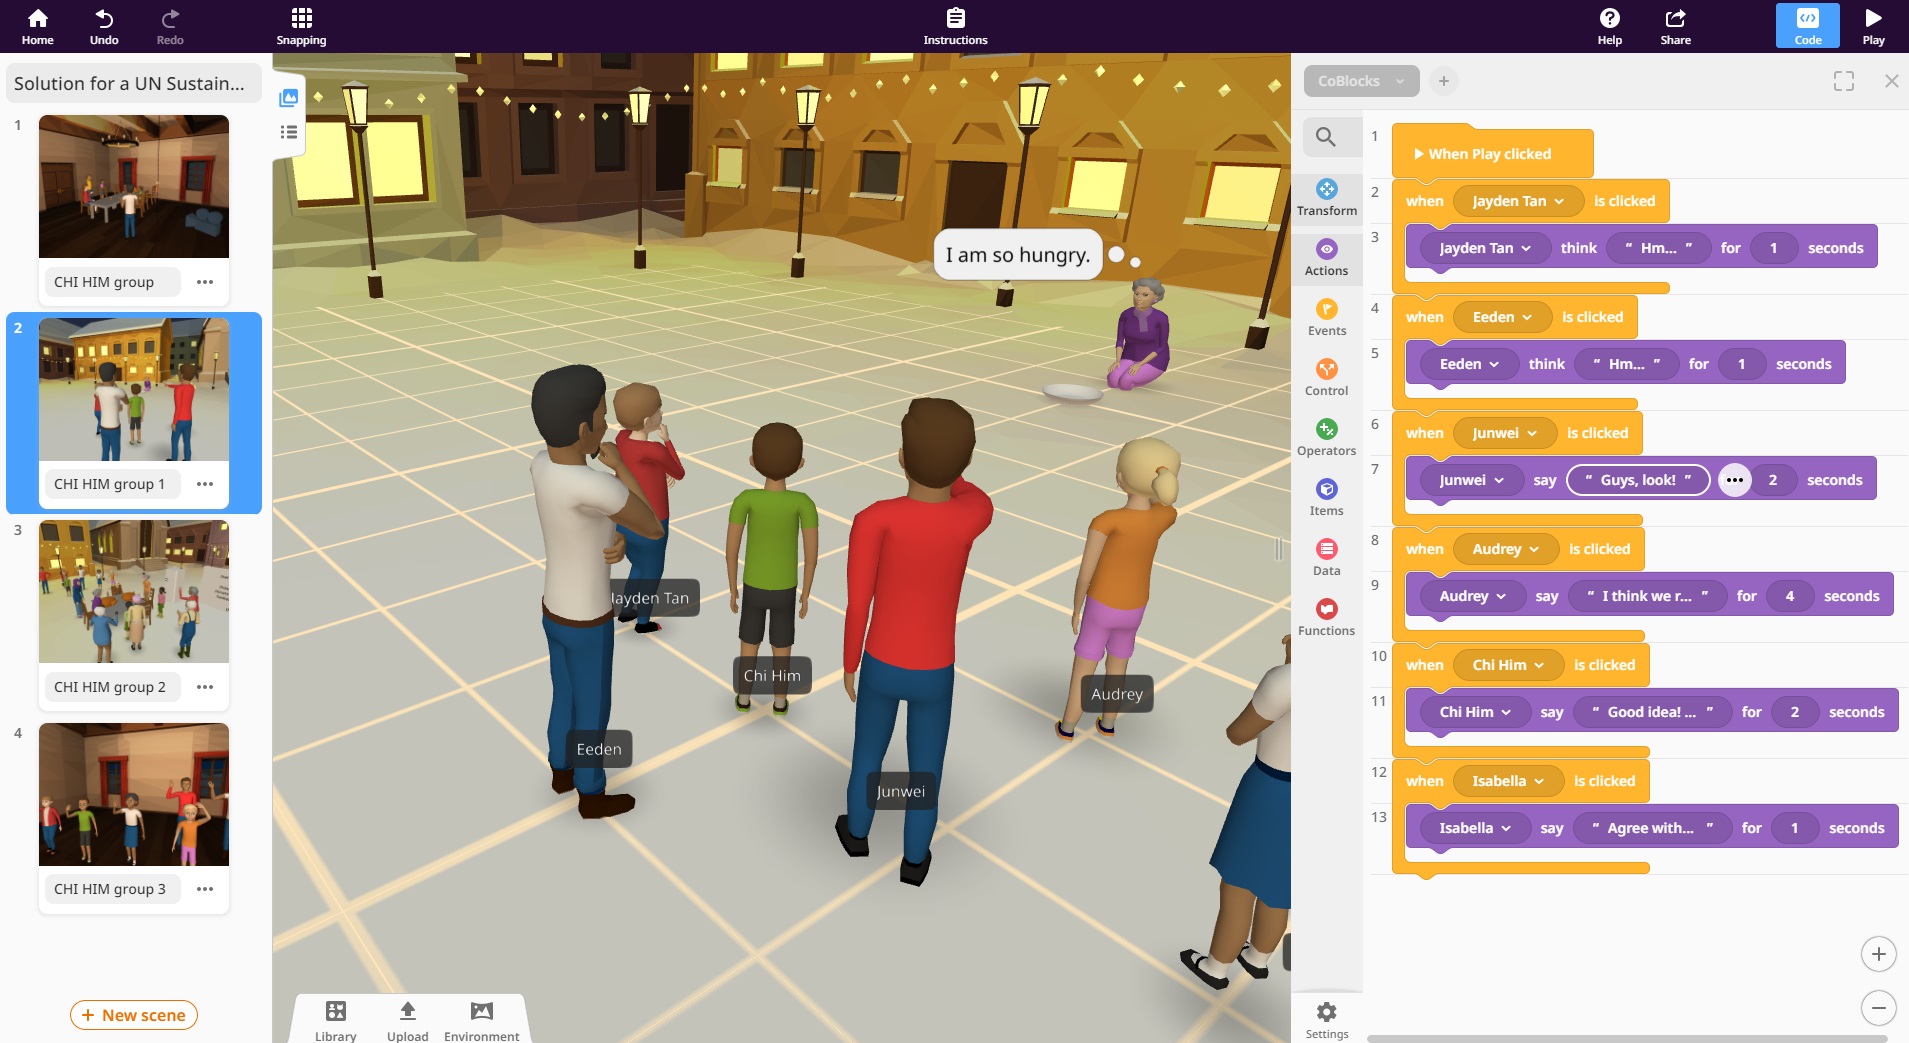 Home
Undo
Redo
Snapping
Instructions
Help
Share
Code
Play
Solution for a UN Sustain...
1
CHI HIM group
2
CHI HIM group 1
3
CHI HIM group 2
4
CHI HIM group 3
+ New scene
I am so hungry.
Jayden Tan
Chi Him
Audrey
Eeden
Junwei
Library
Upload
Environment
CoBlocks
+
Transform
Actions
Events
Control
Operators
Items
Data
Functions
Settings
1 When Play clicked
2 when Jayden Tan is clicked
3 Jayden Tan think “ Hm... ” for 1 seconds
4 when Eeden is clicked
5 Eeden think “ Hm... ” for 1 seconds
6 when Junwei is clicked
7 Junwei say “ Guys, look! ” ••• 2 seconds
8 when Audrey is clicked
9 Audrey say “ I think we r... ” for 4 seconds
10 when Chi Him is clicked
11 Chi Him say “ Good idea! ... ” for 2 seconds
12 when Isabella is clicked
13 Isabella say “ Agree with... ” for 1 seconds